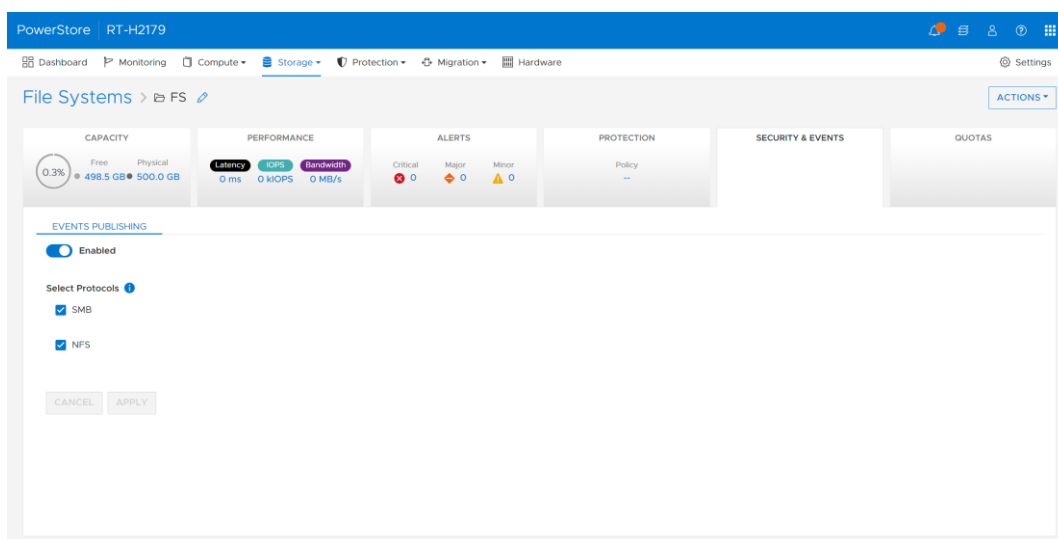 PowerStore RT-H2179
Dashboard Monitoring Compute Storage Protection Migration Hardware Settings
File Systems > FS ACTIONS
CAPACITY PERFORMANCE ALERTS PROTECTION SECURITY & EVENTS QUOTAS
0.3% Free Physical
498.5 GB 500.0 GB
Latency IOPS Bandwidth
0 ms 0 kIOPS 0 MB/s
Critical Major Minor
0 0 0
Policy
--
EVENTS PUBLISHING
Enabled
Select Protocols
SMB
NFS
CANCEL APPLY